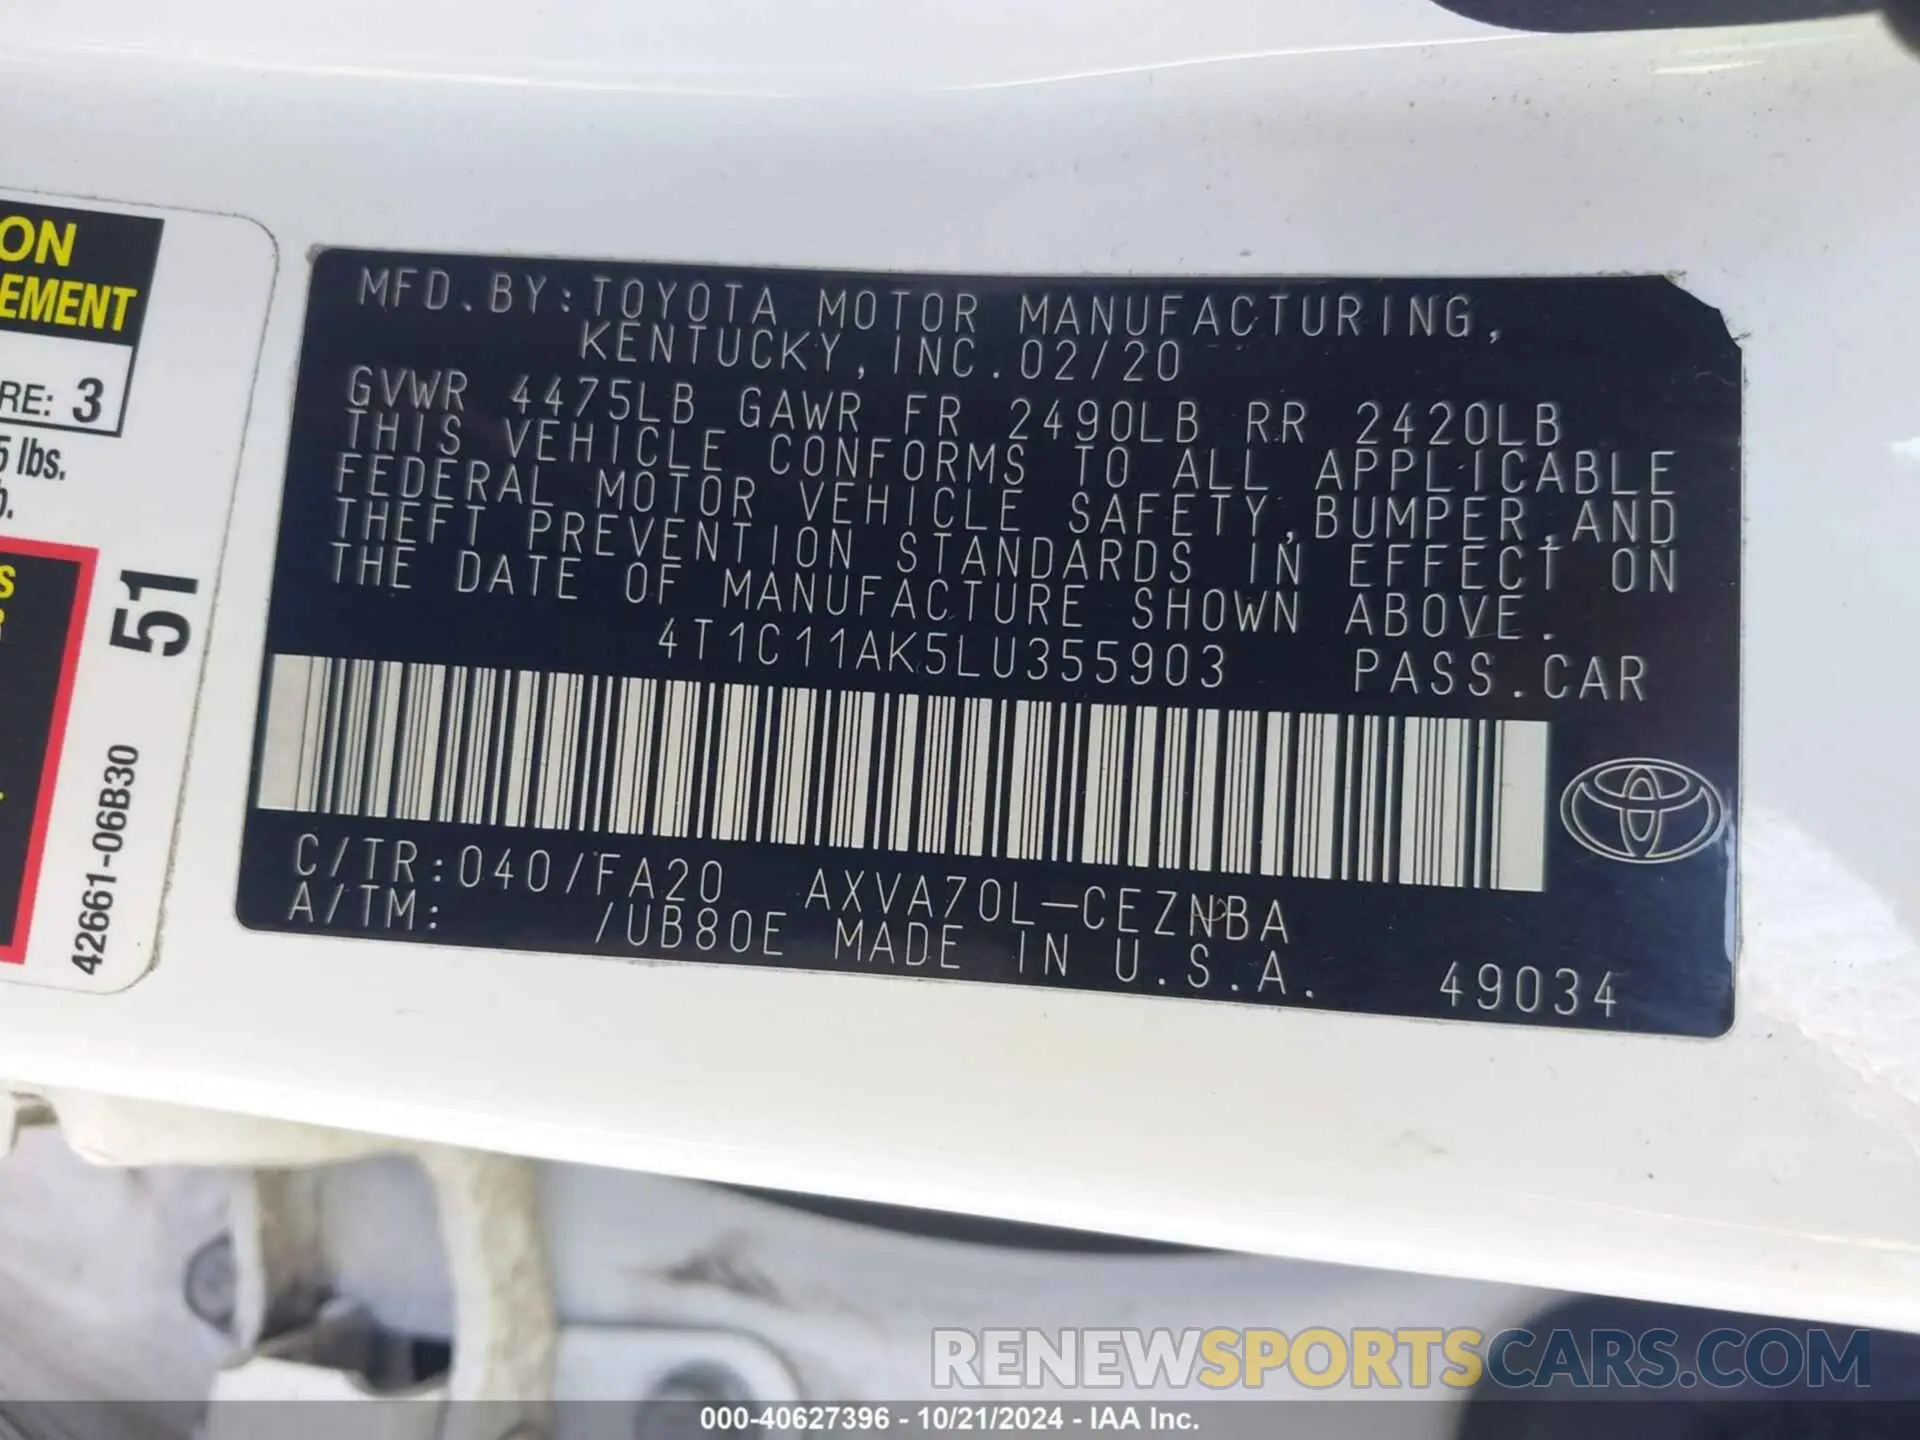 ON
EMENT
RE: 3
5 lbs.
b.
S
51
42661-06B30
MFD.BY:TOYOTA MOTOR MANUFACTURING,
KENTUCKY, INC.02/20
GVWR 4475LB GAWR FR 2490LB RR 2420LB
THIS VEHICLE CONFORMS TO ALL APPLICABLE
FEDERAL MOTOR VEHICLE SAFETY,BUMPER,AND
THEFT PREVENTION STANDARDS IN EFFECT ON
THE DATE OF MANUFACTURE SHOWN ABOVE.
4T1C11AK5LU355903 PASS.CAR
C/TR:040/FA20 AXVA70L-CEZNBA
A/TM: /UB80E MADE IN U.S.A.
49034
RENEWSPORTSCARS.COM
000-40627396 - 10/21/2024 - IAA Inc.